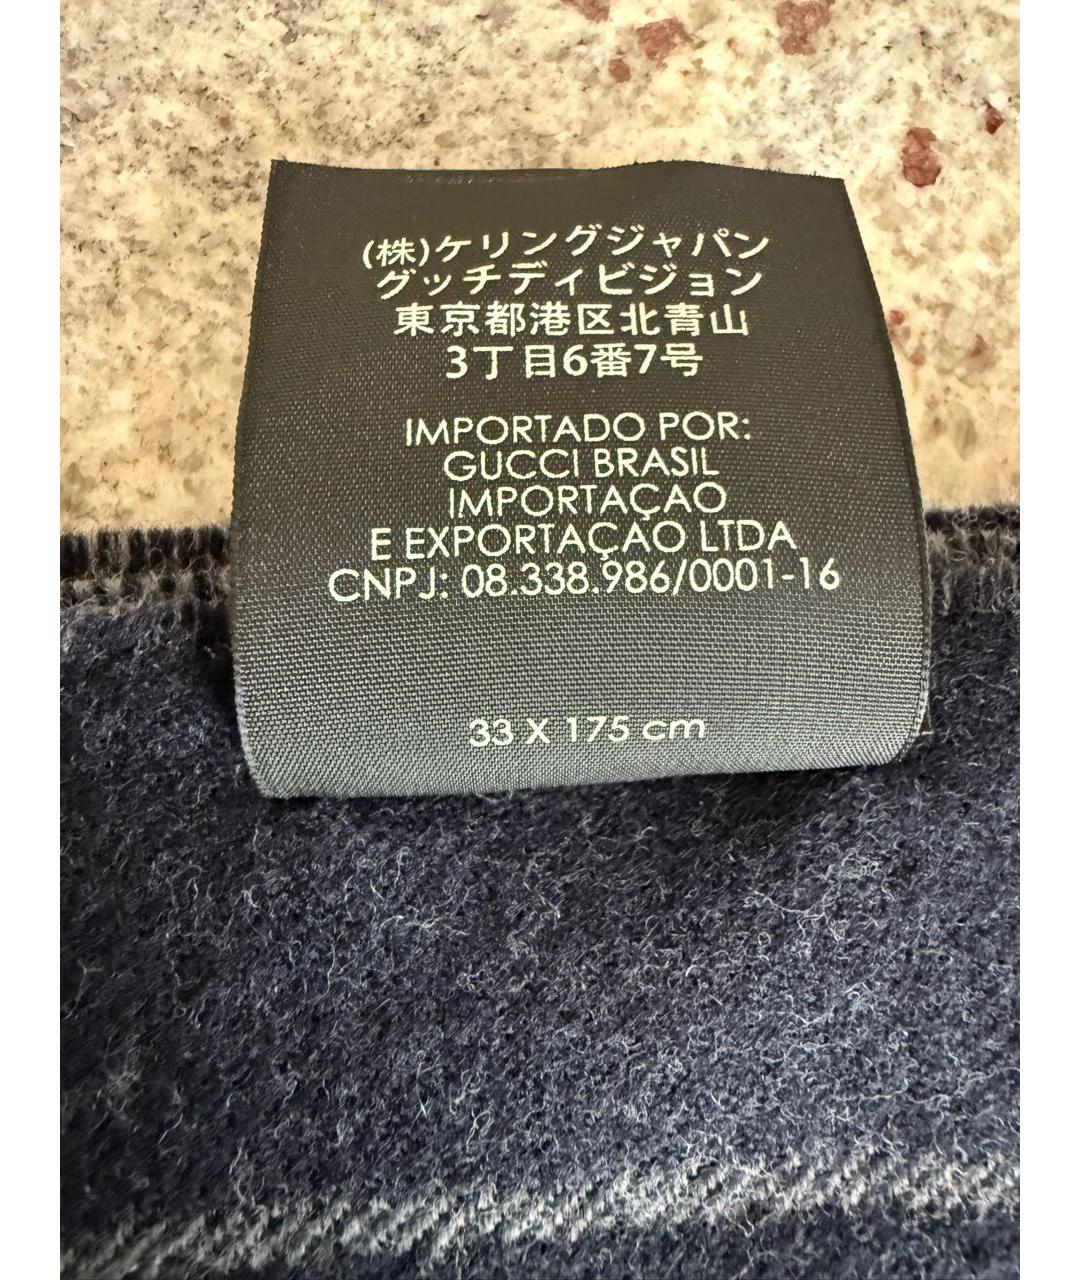 (株)ケリングジャパン
グッチディビジョン
東京都港区北青山
3丁目6番7号
IMPORTADO POR:
GUCCI BRASIL
IMPORTAÇAO
E EXPORTAÇAO LTDA
CNPJ: 08.338.986/0001-16
33 X 175 cm